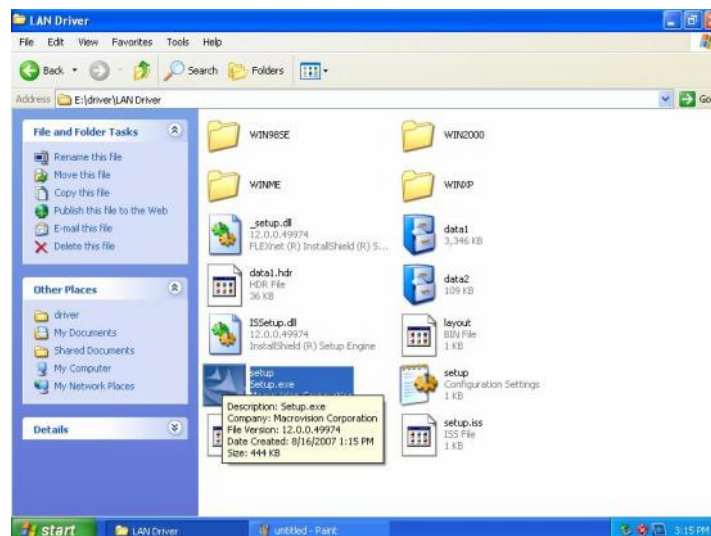 LAN Driver
File Edit View Favorites Tools Help
Back Search Folders
Address E:\driver\LAN Driver Go
File and Folder Tasks
Rename this file
Move this file
Copy this file
Publish this file to the Web
E-mail this file
Delete this file
Other Places
driver
My Documents
Shared Documents
My Computer
My Network Places
Details
WIN98SE
WIN2000
WINME
WINXP
_setup.dll
12.0.0.49974
FLEXnet (R) InstallShield (R) S...
data1
3,346 KB
data1.hdr
HDR File
36 KB
data2
109 KB
ISSetup.dll
12.0.0.49974
InstallShield (R) Setup Engine
layout
BIN File
1 KB
setup
Setup.exe
setup
Configuration Settings
1 KB
Description: Setup.exe
Company: Macrovision Corporation
File Version: 12.0.0.49974
Date Created: 8/16/2007 1:15 PM
Size: 444 KB
setup.iss
ISS File
1 KB
start LAN Driver untitled - Paint 3:15 PM